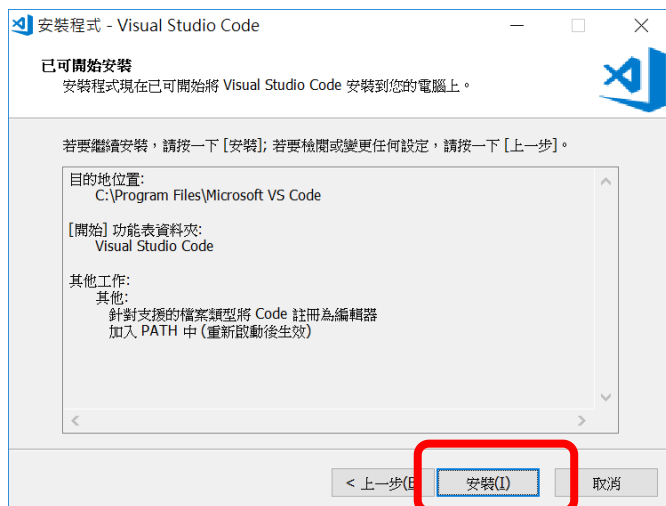 安裝程式 - Visual Studio Code
已可開始安裝
安裝程式現在已可開始將 Visual Studio Code 安裝到您的電腦上。
若要繼續安裝，請按一下 [安裝]; 若要檢閱或變更任何設定，請按一下 [上一步]。
目的地位置:
C:\Program Files\Microsoft VS Code
[開始] 功能表資料夾:
Visual Studio Code
其他工作:
其他:
針對支援的檔案類型將 Code 註冊為編輯器
加入 PATH 中 (重新啟動後生效)
< 上一步(B 安裝(I) 取消